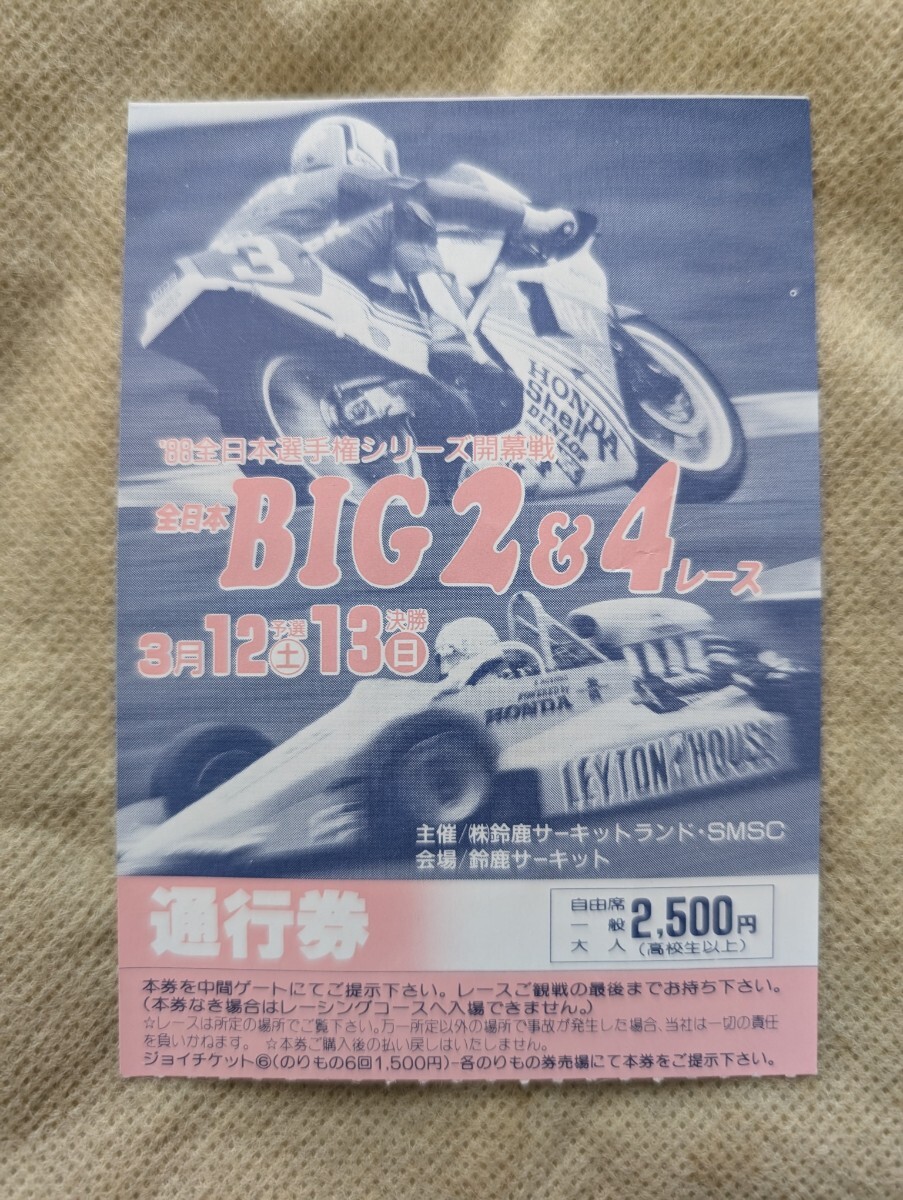 3
HONDA
Shell
DUNLOP
'88全日本選手権シリーズ開幕戦
全日本 BIG 2&4 レース
3月12予選土13決勝日
POWERED by
HONDA
LEYTON HOUSE
主催/㈱鈴鹿サーキットランド・SMSC
会場/鈴鹿サーキット
通行券
自由席
一般 2,500円
大人 (高校生以上)
本券を中間ゲートにてご提示下さい。レースご観戦の最後までお持ち下さい。
(本券なき場合はレーシングコースへ入場できません。)
☆レースは所定の場所でご覧下さい。万一所定以外の場所で事故が発生した場合、当社は一切の責任
を負いかねます。 ☆本券ご購入後の払い戻しはいたしません。
ジョイチケット⑥(のりもの6回1,500円)-各のりもの券売場にて本券をご提示下さい。